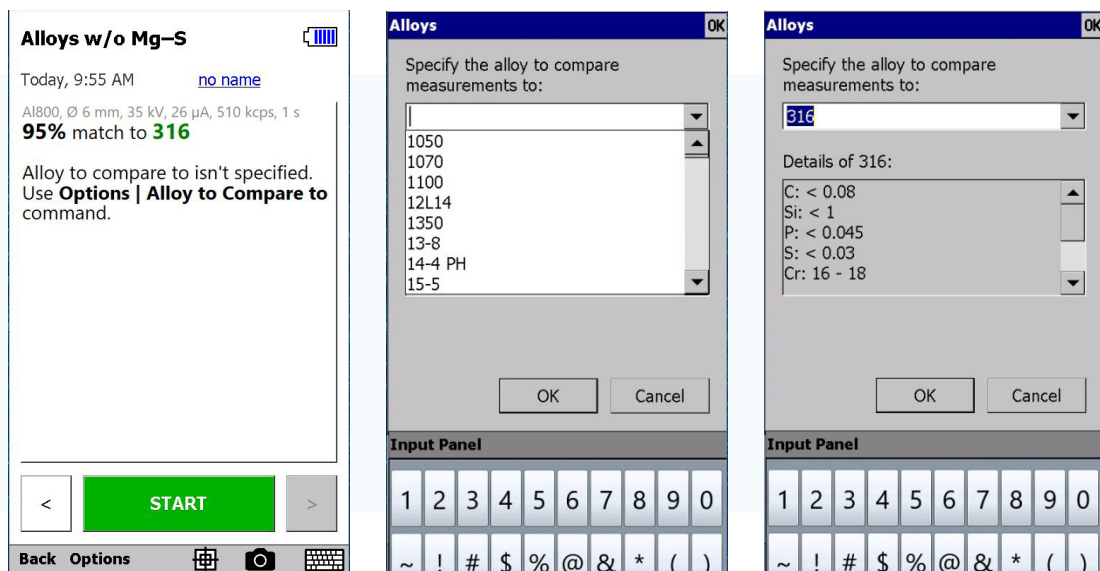 Alloys w/o Mg–S
Today, 9:55 AM no name
Al800, Ø 6 mm, 35 kV, 26 µA, 510 kcps, 1 s
95% match to 316
Alloy to compare to isn't specified.
Use Options | Alloy to Compare to
command.
< START >
Back Options
Alloys OK
Specify the alloy to compare
measurements to:
1050
1070
1100
12L14
1350
13-8
14-4 PH
15-5
OK Cancel
Input Panel
1 2 3 4 5 6 7 8 9 0
~ ! # $ % @ & * ( )
Alloys OK
Specify the alloy to compare
measurements to:
316
Details of 316:
C: < 0.08
Si: < 1
P: < 0.045
S: < 0.03
Cr: 16 - 18
OK Cancel
Input Panel
1 2 3 4 5 6 7 8 9 0
~ ! # $ % @ & * ( )